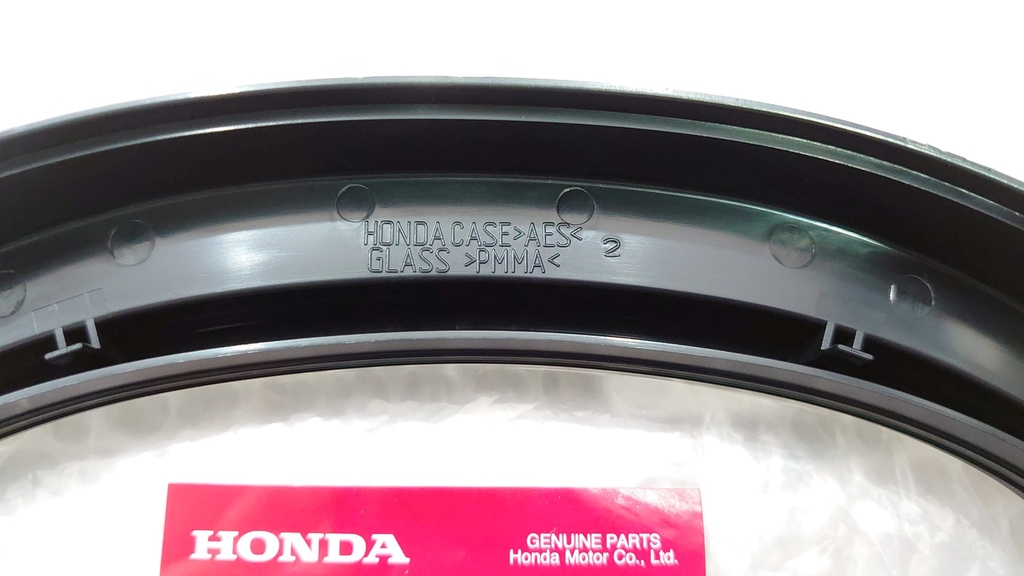 HONDA CASE>AES<
GLASS >PMMA<
2
HONDA
GENUINE PARTS
Honda Motor Co., Ltd.